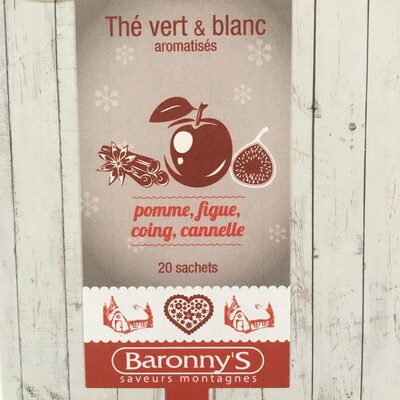 Thé vert & blanc
aromatisés
pomme, figue,
coing, cannelle
20 sachets
Baronny'S
saveurs montagnes